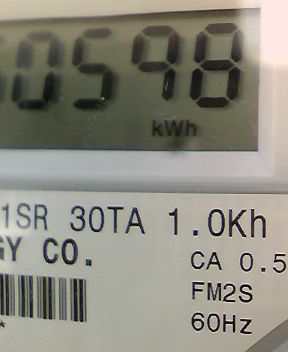 0598
kWh
1SR 30TA 1.0Kh
GY CO.
CA 0.5
FM2S
60Hz